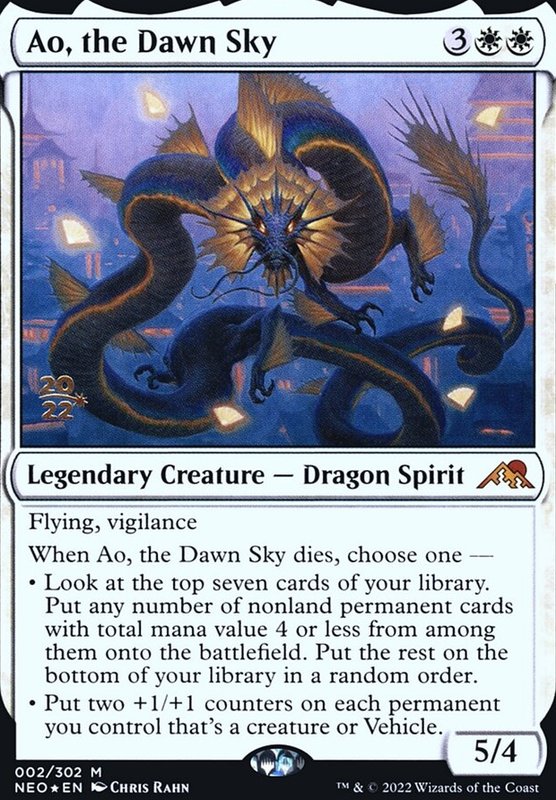 Ao, the Dawn Sky 3
20
22
Legendary Creature — Dragon Spirit
Flying, vigilance
When Ao, the Dawn Sky dies, choose one —
• Look at the top seven cards of your library.
Put any number of nonland permanent cards
with total mana value 4 or less from among
them onto the battlefield. Put the rest on the
bottom of your library in a random order.
• Put two +1/+1 counters on each permanent
you control that's a creature or Vehicle.
5/4
002/302 M
NEO★EN Chris Rahn ™ & © 2022 Wizards of the Coast